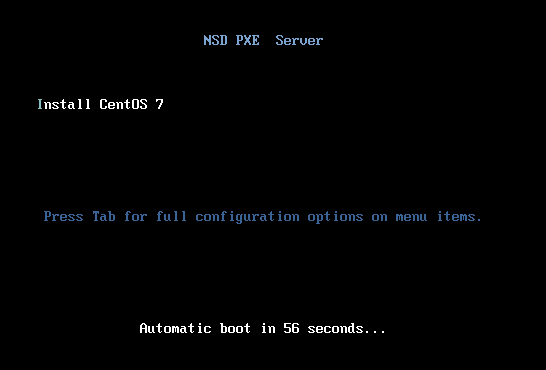 NSD PXE  Server
Install CentOS 7
Press Tab for full configuration options on menu items.
Automatic boot in 56 seconds...